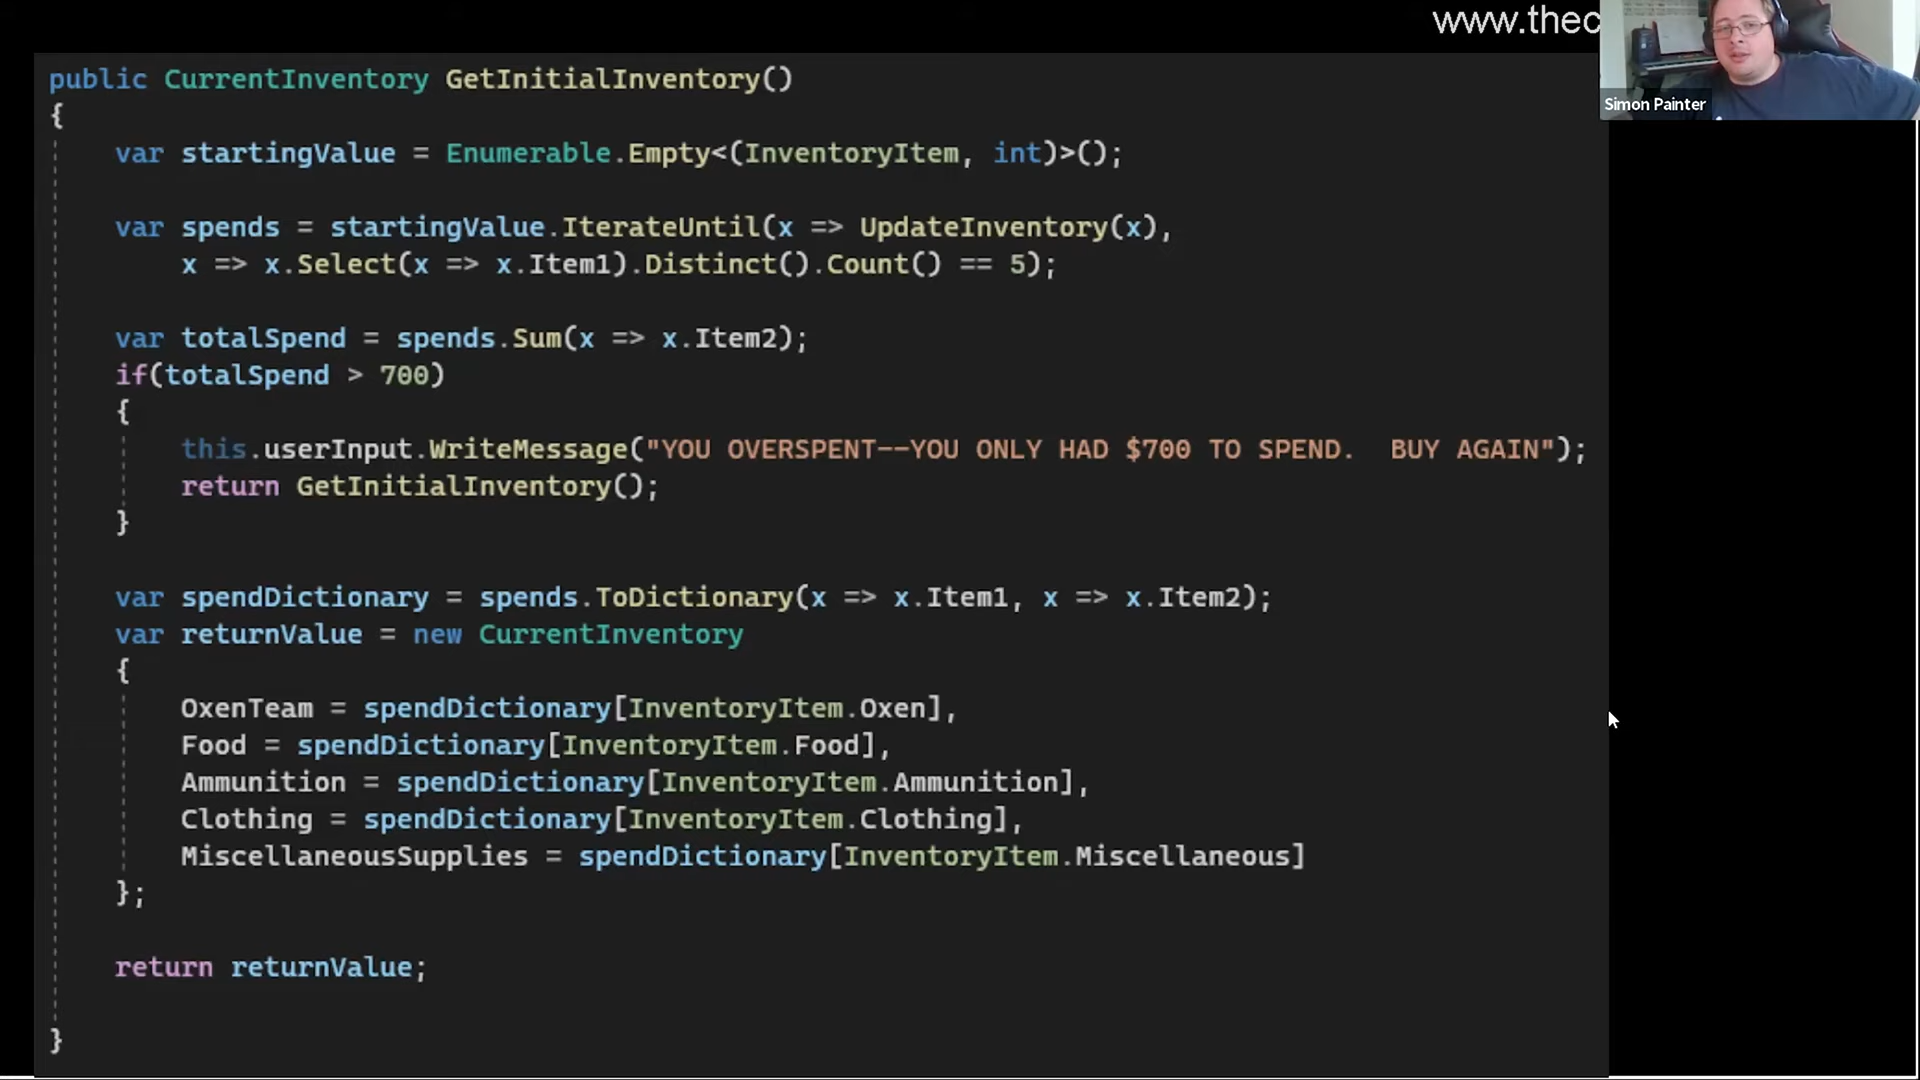 www.thec
Simon Painter
public CurrentInventory GetInitialInventory()
{
var startingValue = Enumerable.Empty<(InventoryItem, int)>();
var spends = startingValue.IterateUntil(x => UpdateInventory(x),
x => x.Select(x => x.Item1).Distinct().Count() == 5);
var totalSpend = spends.Sum(x => x.Item2);
if(totalSpend > 700)
{
this.userInput.WriteMessage("YOU OVERSPENT--YOU ONLY HAD $700 TO SPEND.  BUY AGAIN");
return GetInitialInventory();
}
var spendDictionary = spends.ToDictionary(x => x.Item1, x => x.Item2);
var returnValue = new CurrentInventory
{
OxenTeam = spendDictionary[InventoryItem.Oxen],
Food = spendDictionary[InventoryItem.Food],
Ammunition = spendDictionary[InventoryItem.Ammunition],
Clothing = spendDictionary[InventoryItem.Clothing],
MiscellaneousSupplies = spendDictionary[InventoryItem.Miscellaneous]
};
return returnValue;
}